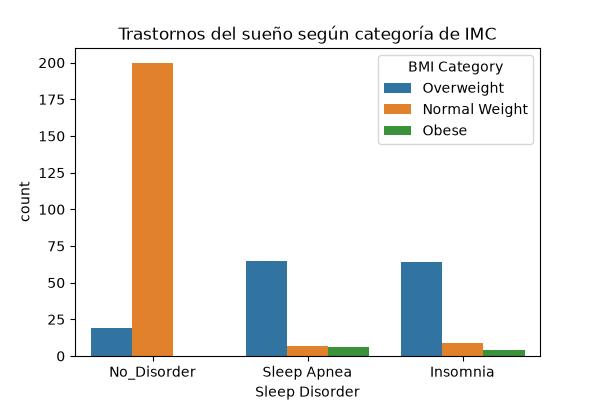 Trastornos del sueño según categoría de IMC
BMI Category
Overweight
Normal Weight
Obese
count
200
175
150
125
100
75
50
25
0
No_Disorder
Sleep Apnea
Insomnia
Sleep Disorder